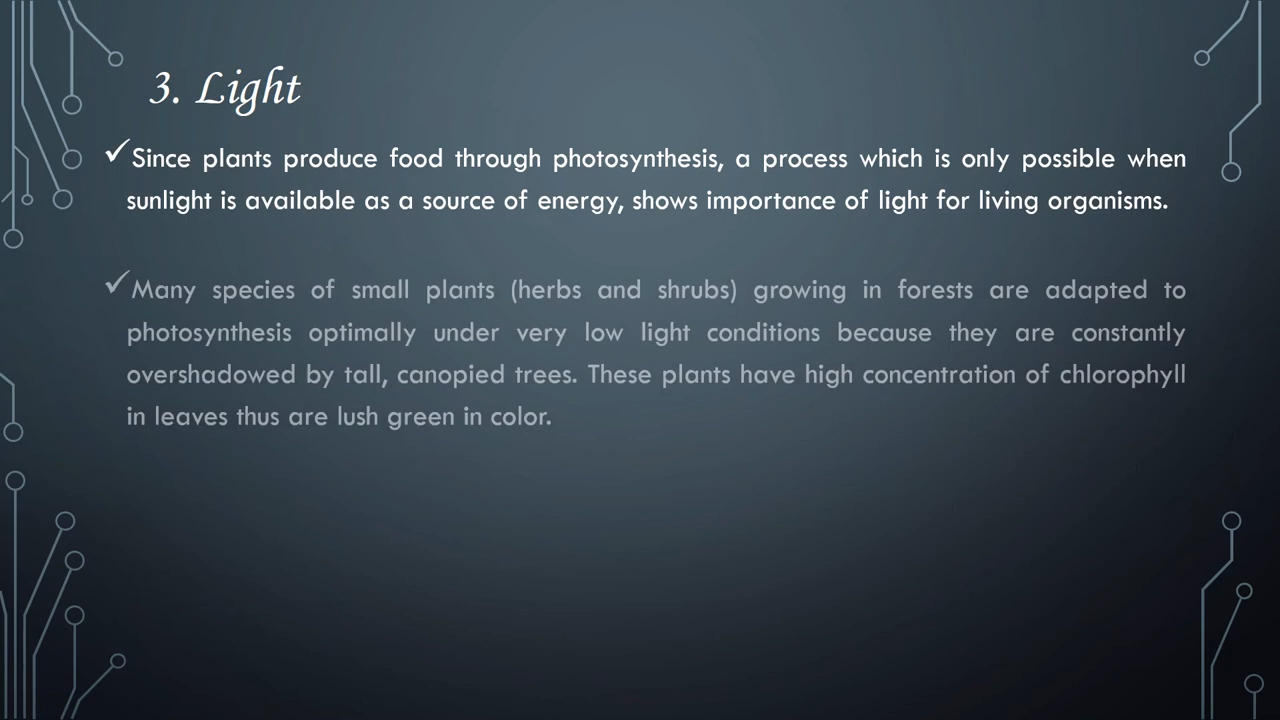 3. Light
✓Since plants produce food through photosynthesis, a process which is only possible when
sunlight is available as a source of energy, shows importance of light for living organisms.
✓Many species of small plants (herbs and shrubs) growing in forests are adapted to
photosynthesis optimally under very low light conditions because they are constantly
overshadowed by tall, canopied trees. These plants have high concentration of chlorophyll
in leaves thus are lush green in color.